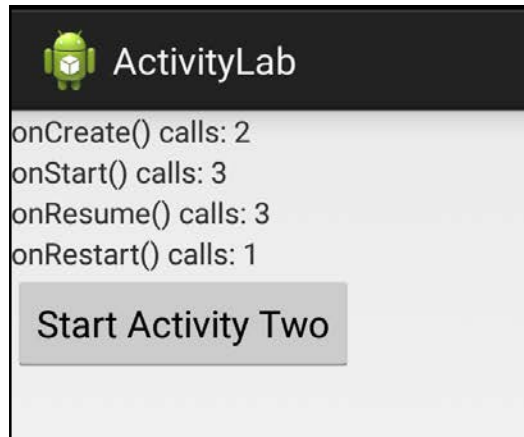 ActivityLab
onCreate() calls: 2
onStart() calls: 3
onResume() calls: 3
onRestart() calls: 1
Start Activity Two